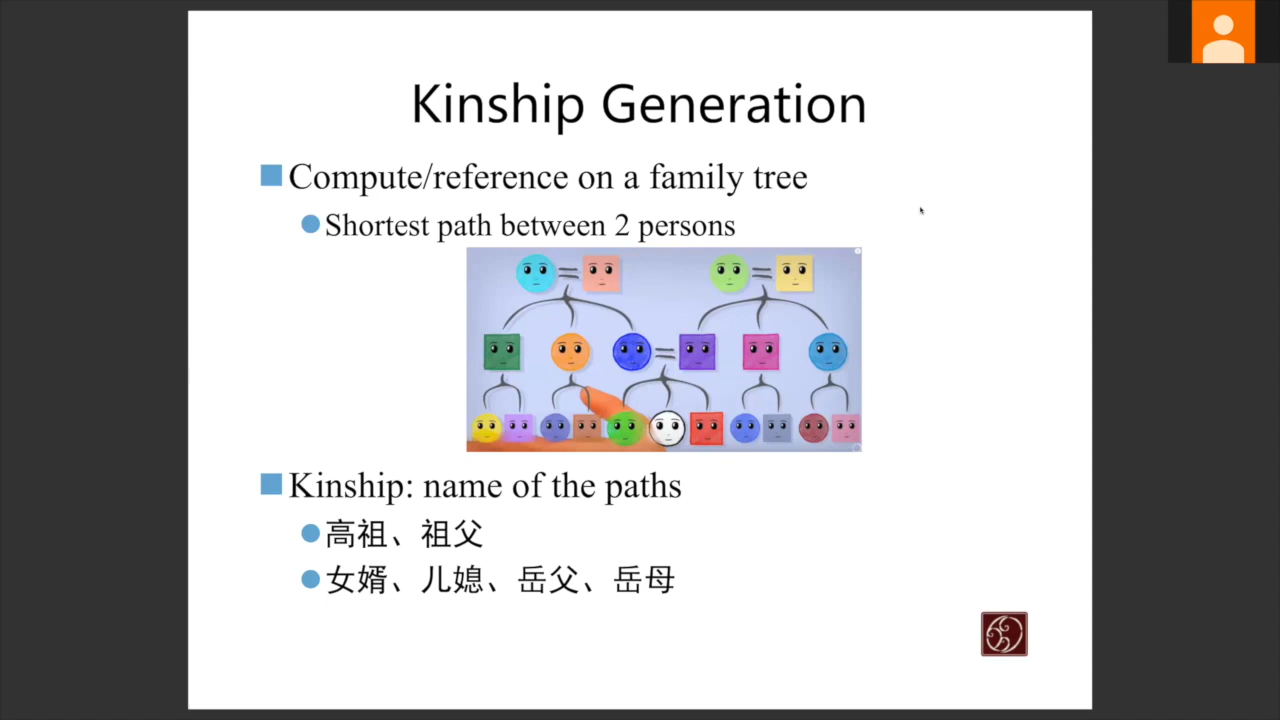 Kinship Generation
Compute/reference on a family tree
Shortest path between 2 persons
Kinship: name of the paths
高祖、祖父
女婿、儿媳、岳父、岳母